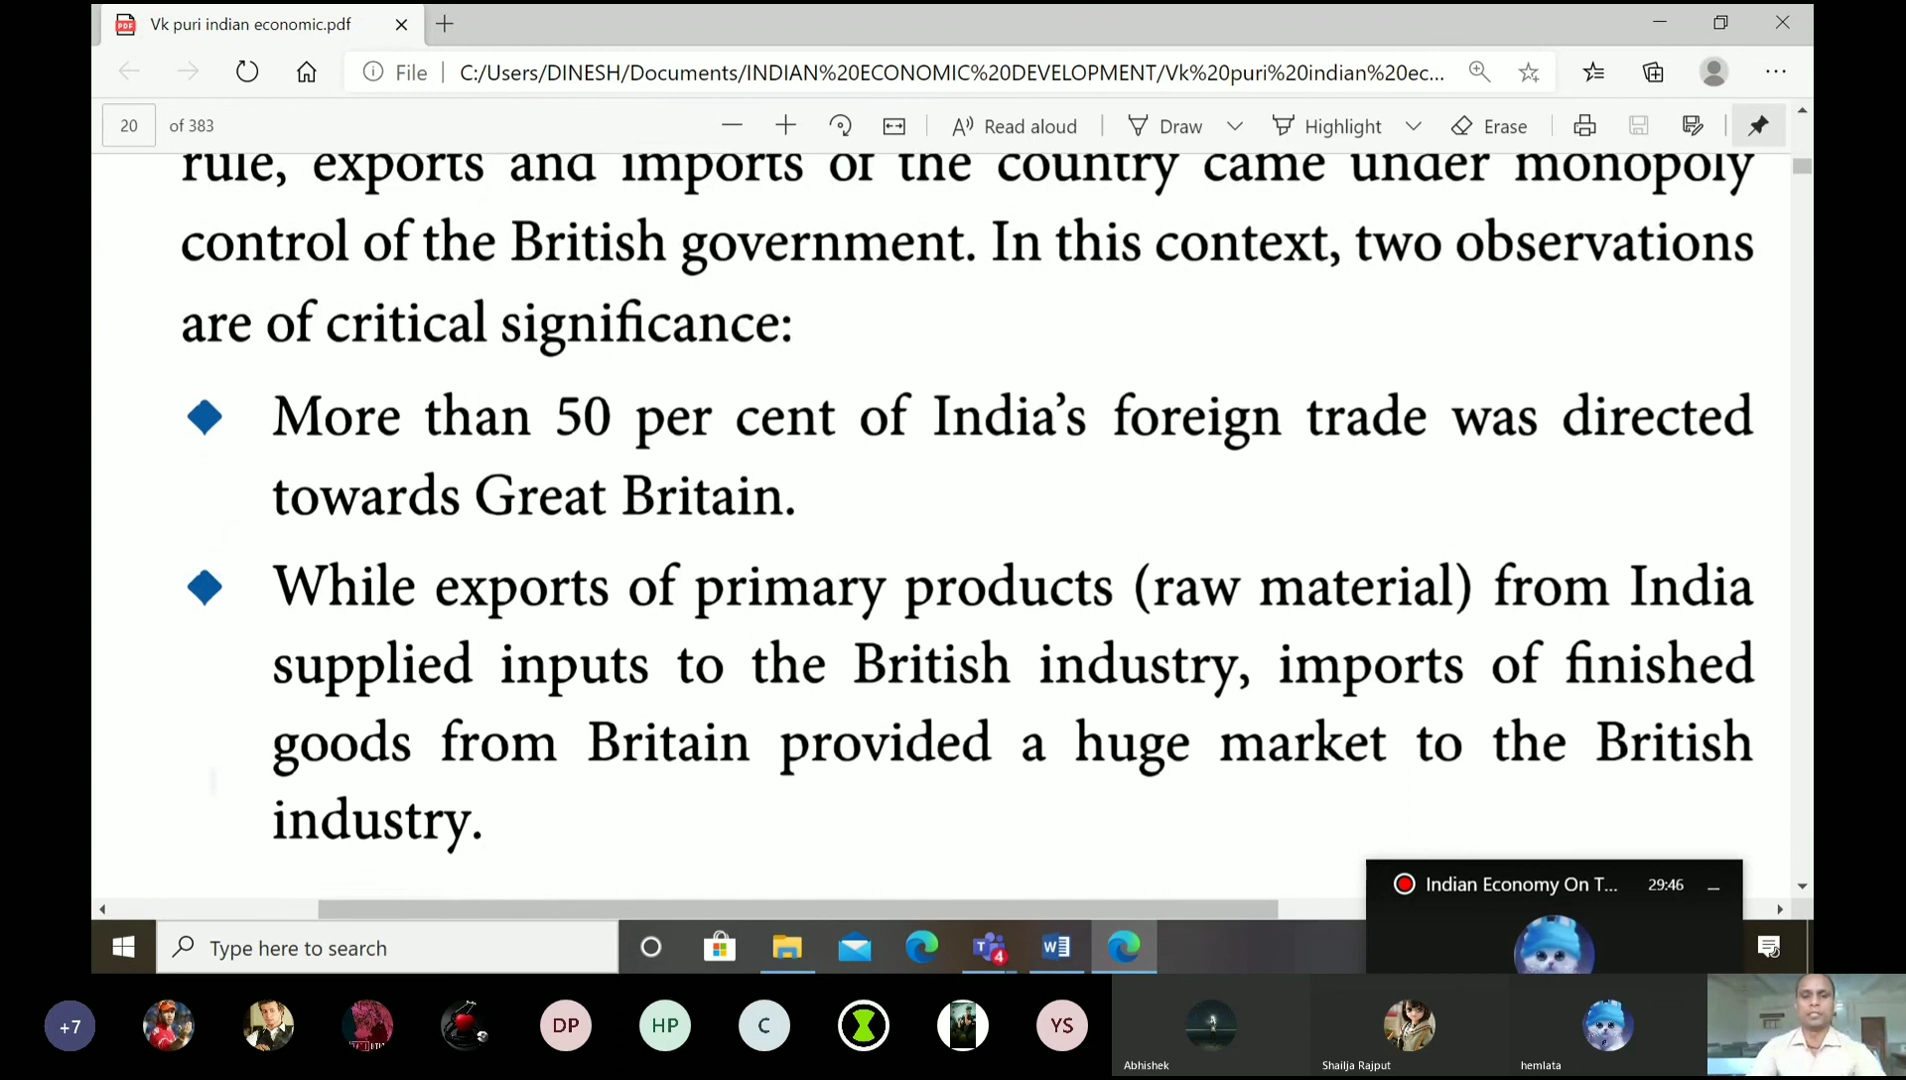 Vk puri indian economic.pdf
File
C:/Users/DINESH/Documents/INDIAN%20ECONOMIC%20DEVELOPMENT/Vk%20puri%20indian%20ec...
20 of 383
Read aloud
Draw
Highlight
Erase
rule, exports and imports of the country came under monopoly
control of the British government. In this context, two observations
are of critical significance:
More than 50 per cent of India's foreign trade was directed
towards Great Britain.
While exports of primary products (raw material) from India
supplied inputs to the British industry, imports of finished
goods from Britain provided a huge market to the British
industry.
Indian Economy On T... 29:46
Type here to search
4
+7
DP
HP
C
YS
Abhishek
Shailja Rajput
hemlata